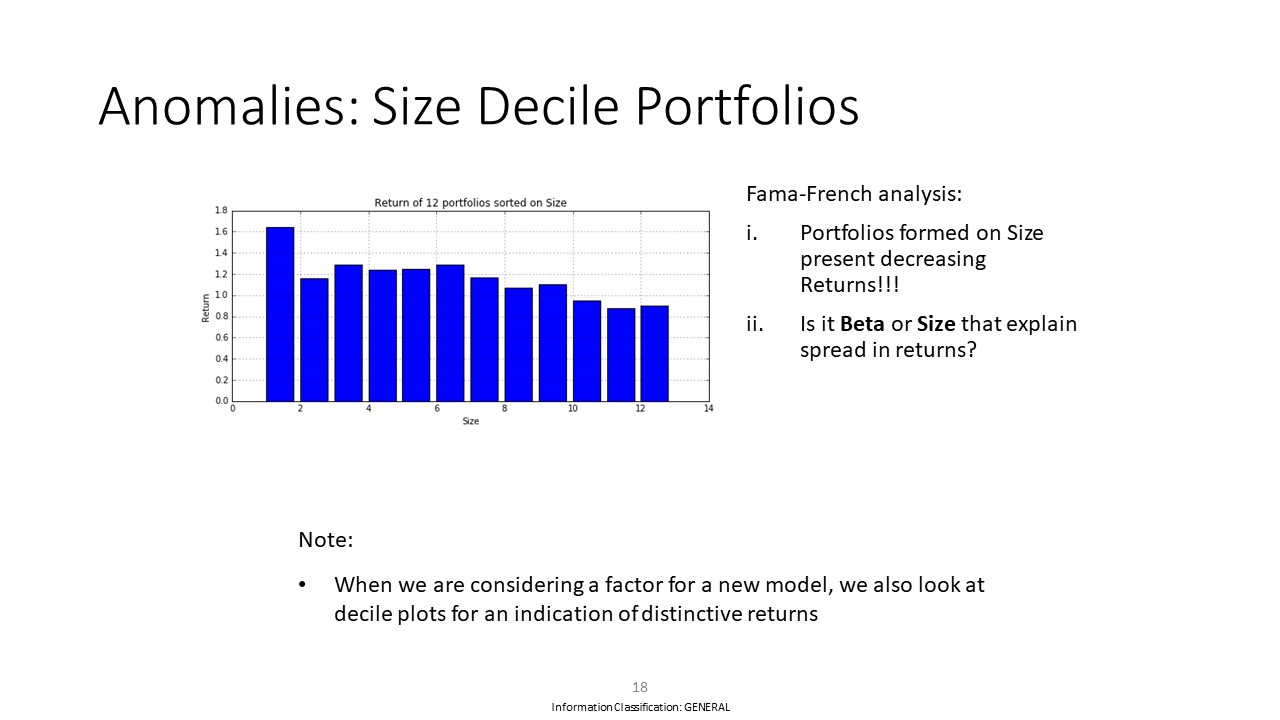 Anomalies: Size Decile Portfolios
Return of 12 portfolios sorted on Size
1.8
1.6
1.4
1.2
1.0
0.8
0.6
0.4
0.2
0.0
Return
0 2 4 6 8 10 12 14
Size
Fama-French analysis:
i. Portfolios formed on Size
present decreasing
Returns!!!
ii. Is it Beta or Size that explain
spread in returns?
Note:
• When we are considering a factor for a new model, we also look at
decile plots for an indication of distinctive returns
18
Information Classification: GENERAL